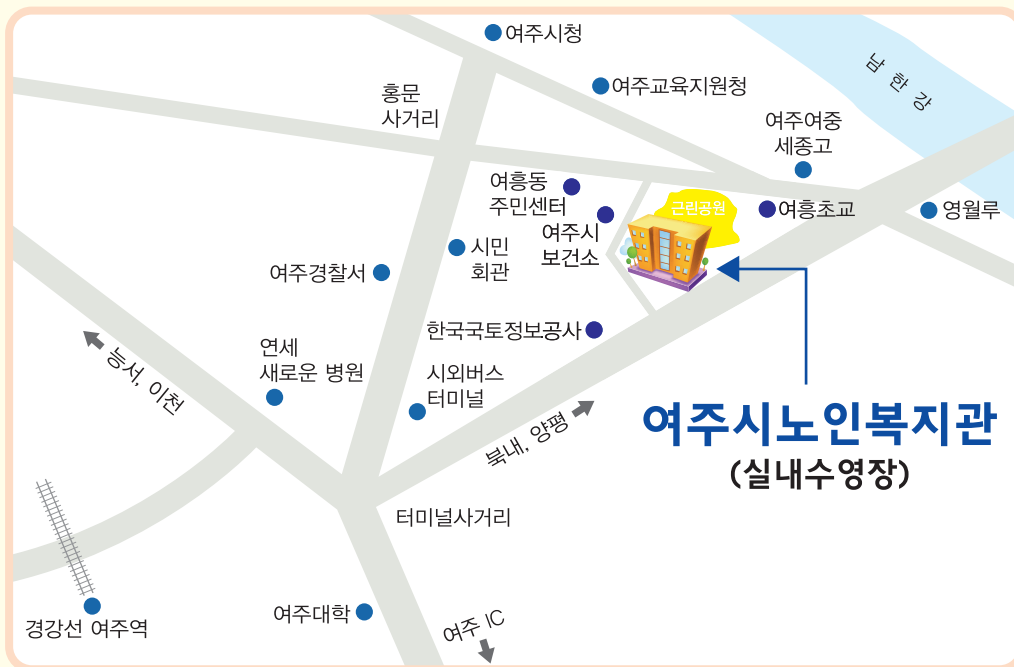 여주시청
여주교육지원청
남한강
홍문
사거리
여주여중
세종고
여흥동
주민센터
근린공원
여흥초교
영월루
여주시
보건소
시민
회관
여주경찰서
한국국토정보공사
능서, 이천
연세
새로운 병원
시외버스
터미널
북내, 양평
여주시노인복지관
(실내수영장)
터미널사거리
여주대학
여주 IC
경강선 여주역